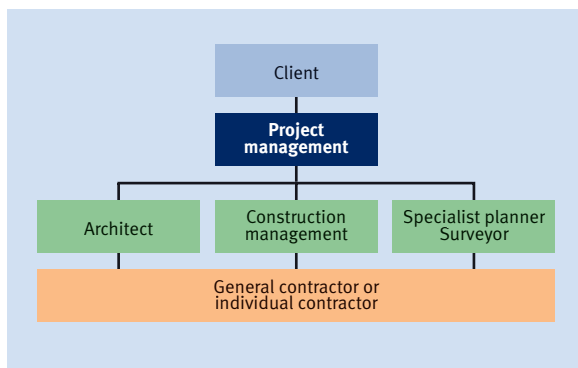 Client
Project
management
Architect
Construction
management
Specialist planner
Surveyor
General contractor or
individual contractor